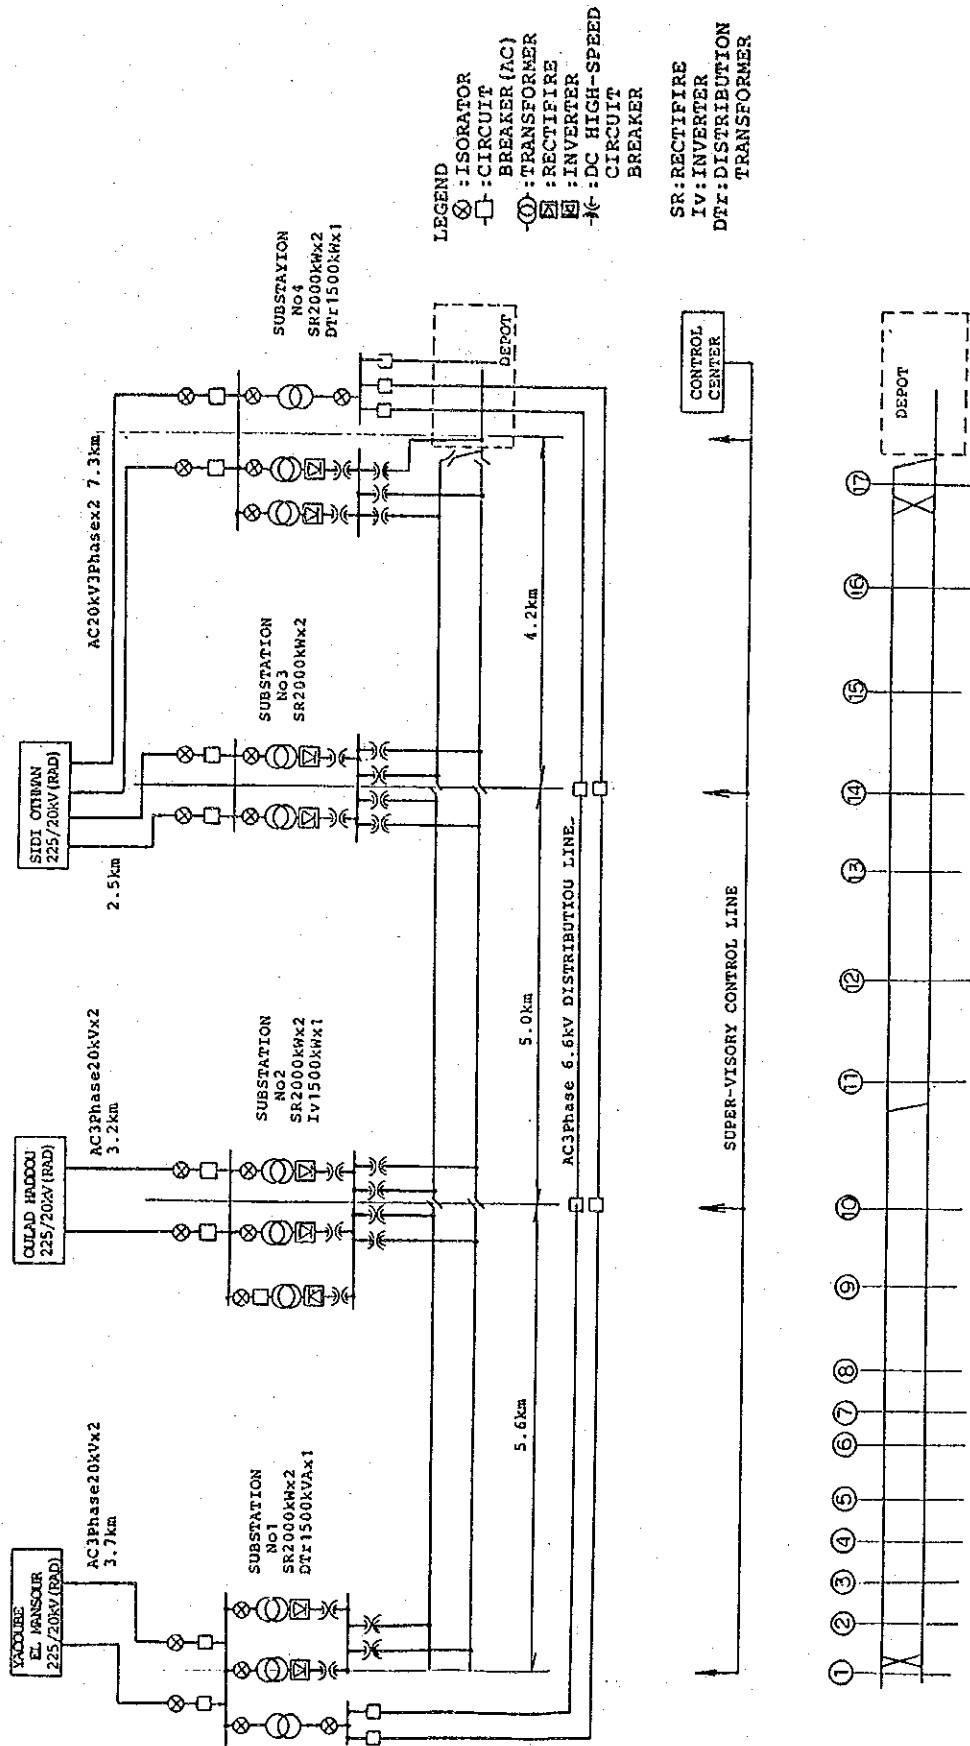 YACOUBE
EL MANSOUR
225/20kV(RAD)
AC3Phase20kVx2
3.7km
OULAD HADDOU
225/20kV(RAD)
AC3Phase20kVx2
3.2km
SIDI OTHMAN
225/20kV(RAD)
2.5km
AC20kV3Phasex2 7.3km
SUBSTATION
No1
SR2000kWx2
DTr1500kVAx1
SUBSTATION
No2
SR2000kWx2
Iv1500kWx1
SUBSTATION
No3
SR2000kWx2
SUBSTAYION
No4
SR2000kWx2
DTr1500kWx1
LEGEND
:ISORATOR
:CIRCUIT
BREAKER(AC)
:TRANSFORMER
:RECTIFIRE
:INVERTER
:DC HIGH-SPEED
CIRCUIT
BREAKER
SR:RECTIFIRE
Iv:INVERTER
DTr:DISTRIBUTION
TRANSFORMER
DEPOT
5.6km
5.0km
4.2km
AC3Phase 6.6kV DISTRIBUTIOU LINE
SUPER-VISORY CONTROL LINE
CONTROL
CENTER
DEPOT
1 2 3 4 5 6 7 8 9 10 11 12 13 14 15 16 17